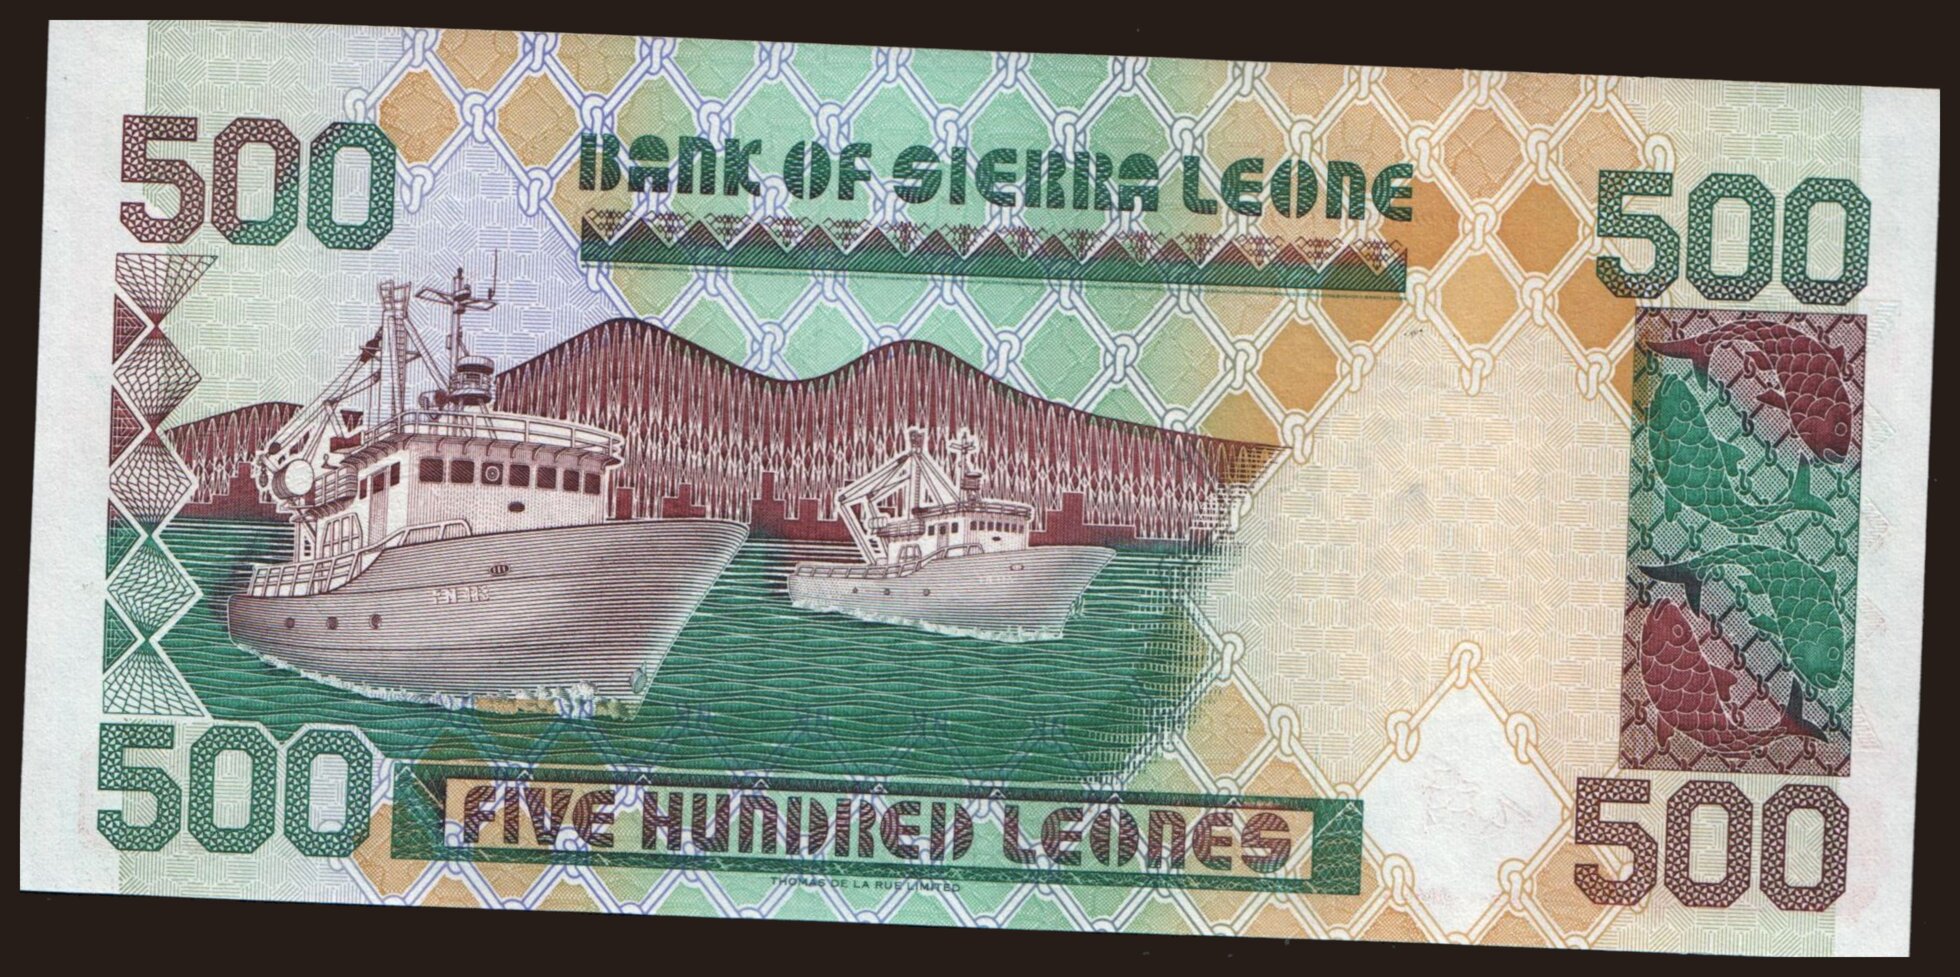 500
BANK OF SIERRA LEONE
500
500
FIVE HUNDRED LEONES
500
THOMAS DE LA RUE LIMITED